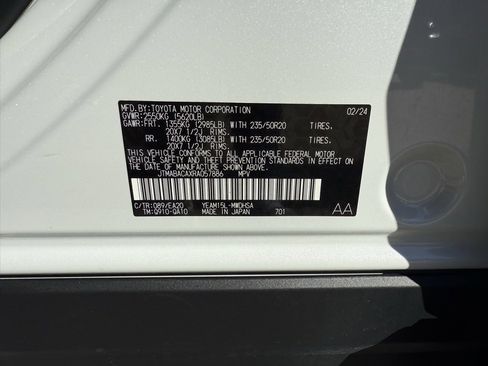 MFD.BY:TOYOTA MOTOR CORPORATION 02/24
GVWR:2550KG (5620LB)
GAWR:FRT. 1355KG (2985LB) WITH 235/50R20 TIRES.
20X7 1/2J RIMS.
RR. 1400KG (3085LB) WITH 235/50R20 TIRES.
20X7 1/2J RIMS.
THIS VEHICLE CONFORMS TO ALL APPLICABLE FEDERAL MOTOR
VEHICLE SAFETY AND THEFT PREVENTION STANDARDS IN EFFECT
ON THE DATE OF MANUFACTURE SHOWN ABOVE.
JTMABACAXRA057886 MPV
C/TR:089/EA20 YEAM15L-MWDHSA
TM:Q910-QA10 MADE IN JAPAN 701 AA